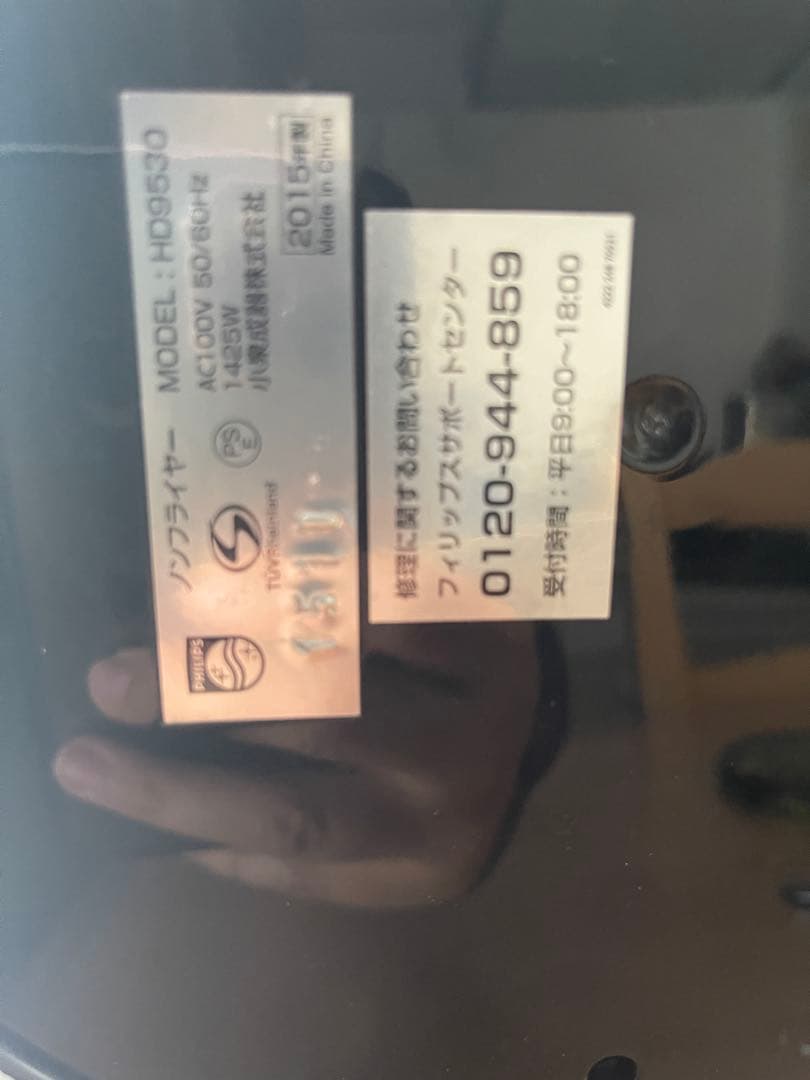 ノンフライヤー MODEL : HD9530
AC100V 50/60Hz
1425W
小泉成器株式会社
2015年製
Made in China
PHILIPS
TÜVRheinland
PS
E
修理に関するお問い合わせ
フィリップスサポートセンター
0120-944-859
受付時間：平日9:00〜18:00